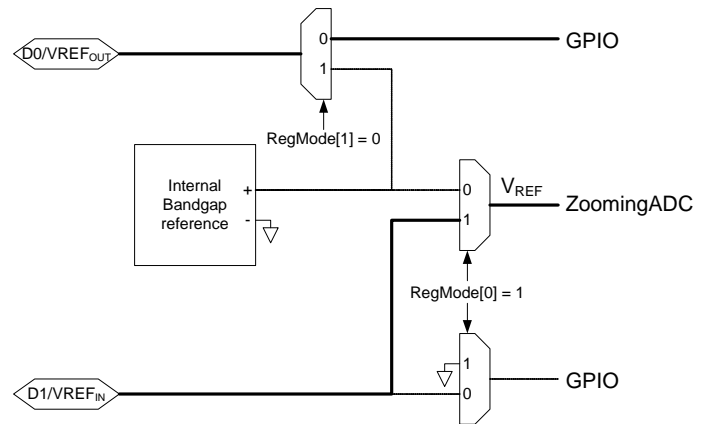 D0/VREFOUT
0
1
GPIO
RegMode[1] = 0
Internal
Bandgap
reference
+
-
0
1
VREF
ZoomingADC
RegMode[0] = 1
D1/VREFIN
1
0
GPIO